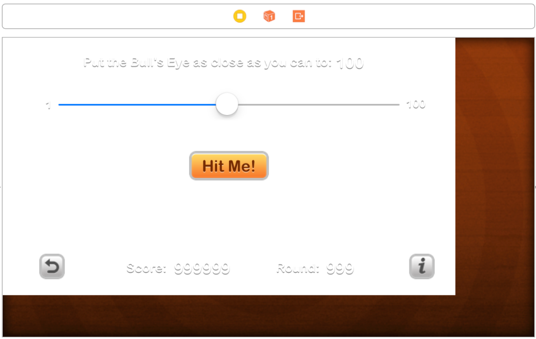 Put the Bull's Eye as close as you can to: 100
1 100
Hit Me!
Score: 999999 Round: 999 i